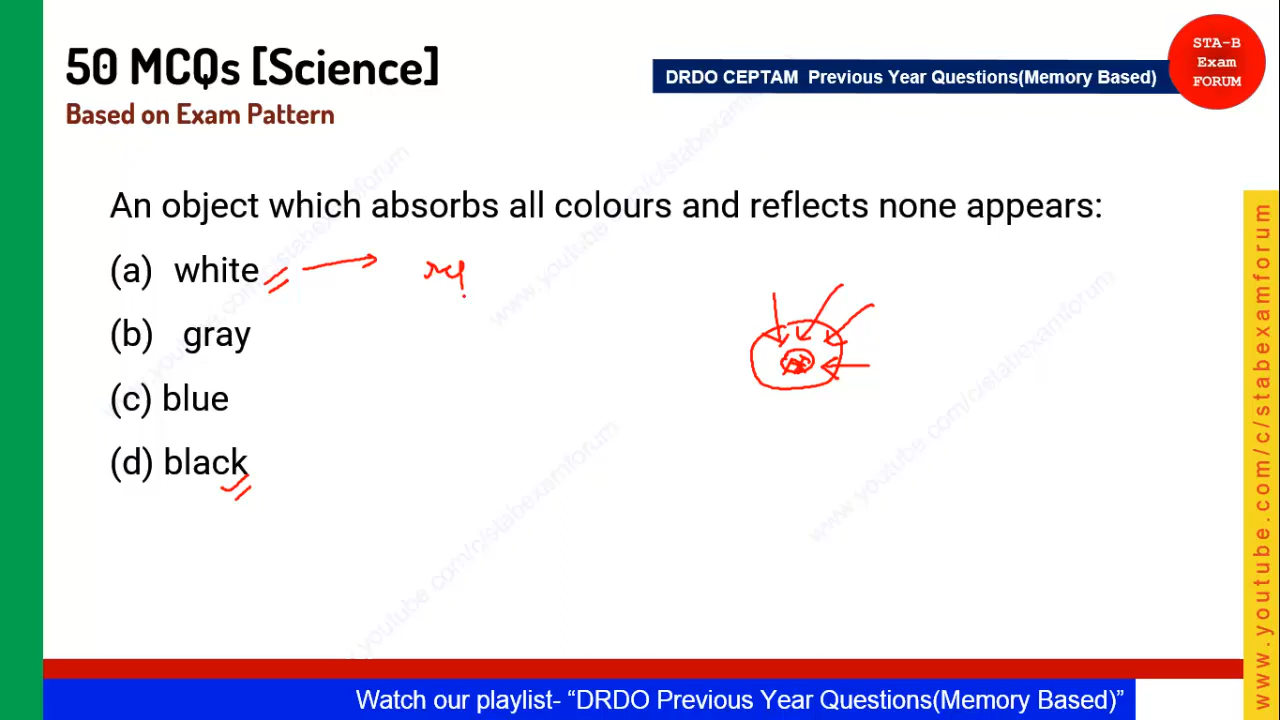 50 MCQs [Science]
Based on Exam Pattern
DRDO CEPTAM Previous Year Questions(Memory Based)
STA-B
Exam
FORUM
An object which absorbs all colours and reflects none appears:
(a) white
(b) gray
(c) blue
(d) black
www.youtube.com/c/stabexamforum
Watch our playlist- “DRDO Previous Year Questions(Memory Based)”